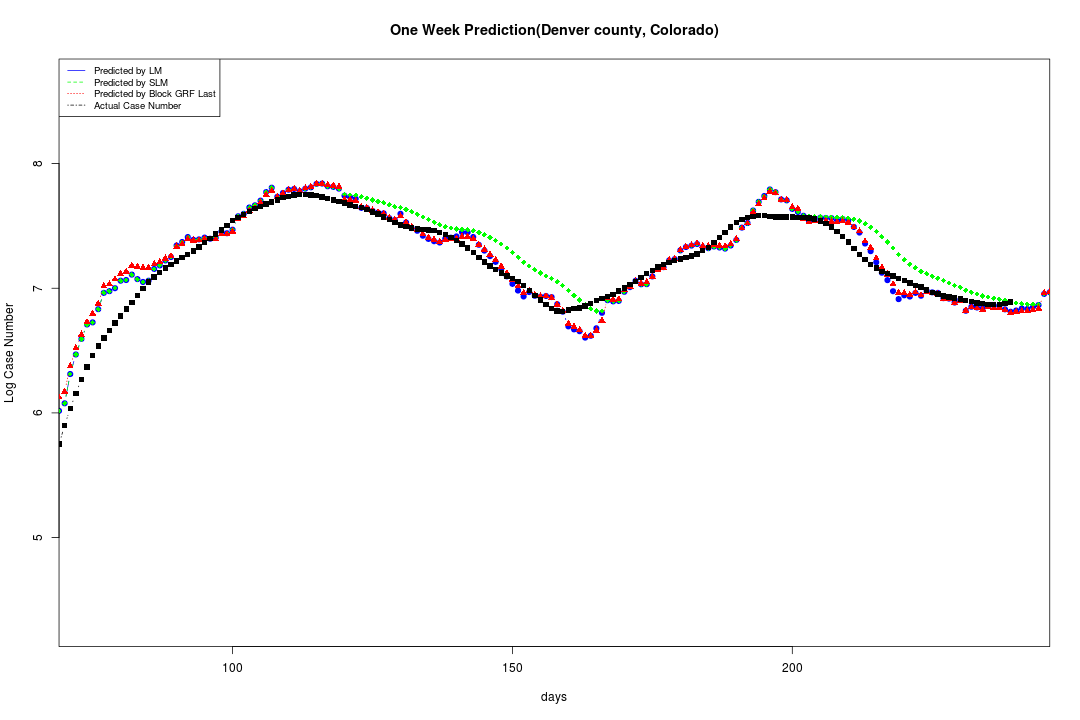 One Week Prediction(Denver county, Colorado)
Predicted by LM
Predicted by SLM
Predicted by Block GRF Last
Actual Case Number
8
7
6
5
Log Case Number
100 150 200
days